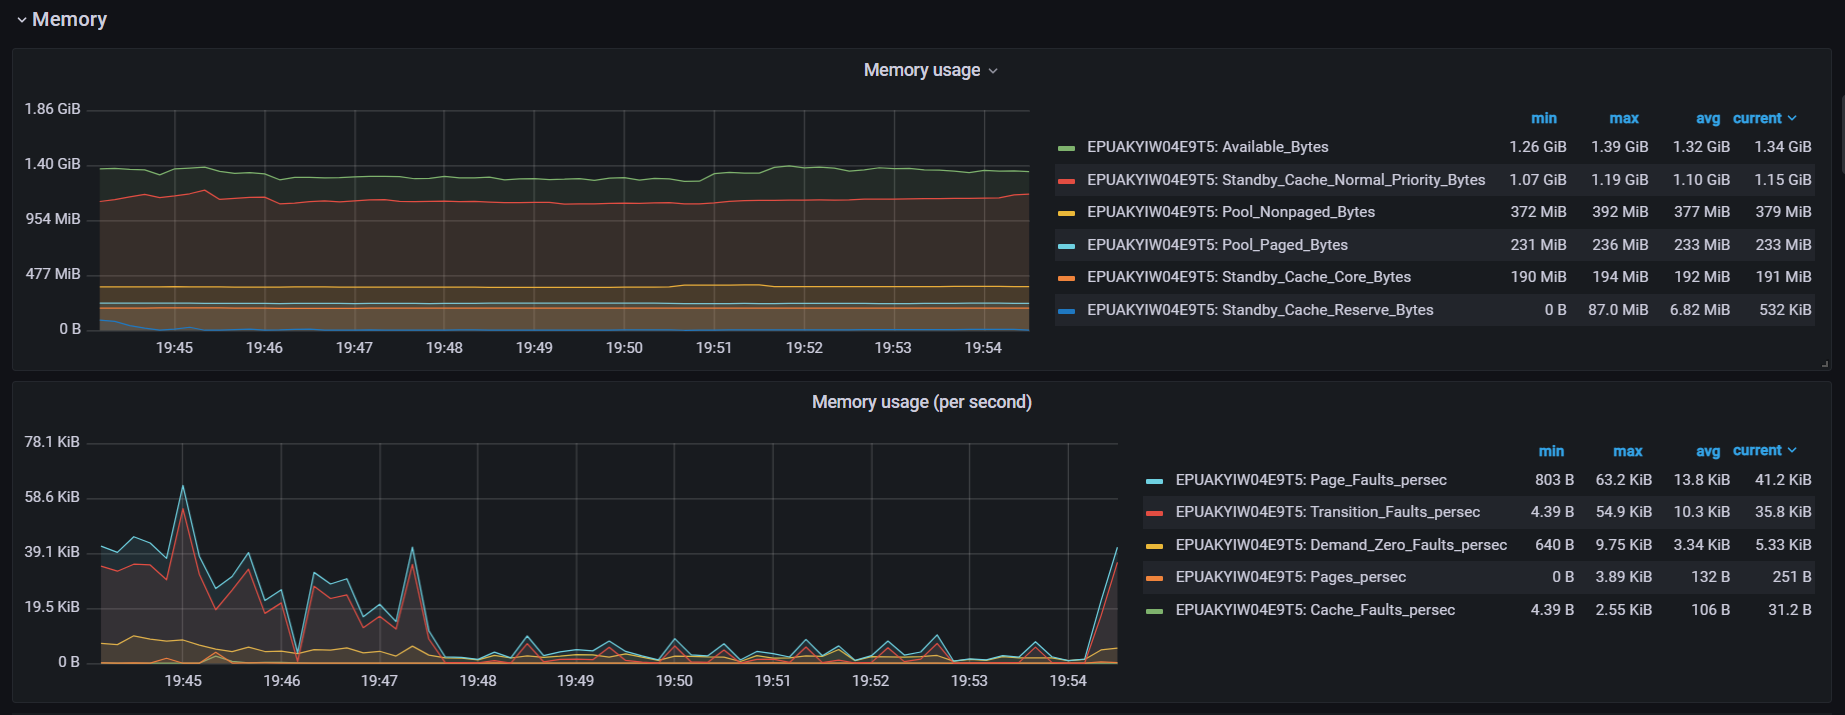 Memory
Memory usage
1.86 GiB
1.40 GiB
954 MiB
477 MiB
0 B
19:45 19:46 19:47 19:48 19:49 19:50 19:51 19:52 19:53 19:54
min max avg current
EPUAKYIW04E9T5: Available_Bytes 1.26 GiB 1.39 GiB 1.32 GiB 1.34 GiB
EPUAKYIW04E9T5: Standby_Cache_Normal_Priority_Bytes 1.07 GiB 1.19 GiB 1.10 GiB 1.15 GiB
EPUAKYIW04E9T5: Pool_Nonpaged_Bytes 372 MiB 392 MiB 377 MiB 379 MiB
EPUAKYIW04E9T5: Pool_Paged_Bytes 231 MiB 236 MiB 233 MiB 233 MiB
EPUAKYIW04E9T5: Standby_Cache_Core_Bytes 190 MiB 194 MiB 192 MiB 191 MiB
EPUAKYIW04E9T5: Standby_Cache_Reserve_Bytes 0 B 87.0 MiB 6.82 MiB 532 KiB
Memory usage (per second)
78.1 KiB
58.6 KiB
39.1 KiB
19.5 KiB
0 B
19:45 19:46 19:47 19:48 19:49 19:50 19:51 19:52 19:53 19:54
min max avg current
EPUAKYIW04E9T5: Page_Faults_persec 803 B 63.2 KiB 13.8 KiB 41.2 KiB
EPUAKYIW04E9T5: Transition_Faults_persec 4.39 B 54.9 KiB 10.3 KiB 35.8 KiB
EPUAKYIW04E9T5: Demand_Zero_Faults_persec 640 B 9.75 KiB 3.34 KiB 5.33 KiB
EPUAKYIW04E9T5: Pages_persec 0 B 3.89 KiB 132 B 251 B
EPUAKYIW04E9T5: Cache_Faults_persec 4.39 B 2.55 KiB 106 B 31.2 B